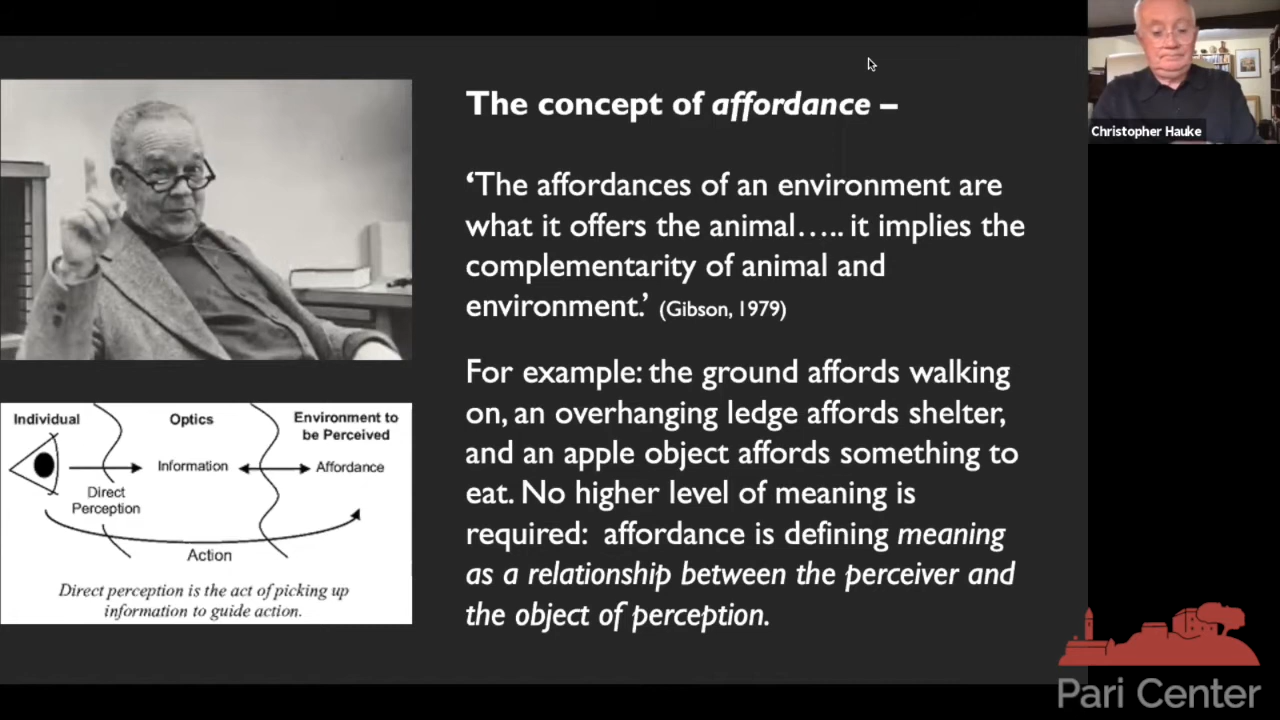 The concept of affordance –
‘The affordances of an environment are
what it offers the animal….. it implies the
complementarity of animal and
environment.’ (Gibson, 1979)
For example: the ground affords walking
on, an overhanging ledge affords shelter,
and an apple object affords something to
eat. No higher level of meaning is
required:  affordance is defining meaning
as a relationship between the perceiver and
the object of perception.
Individual
Optics
Environment to
be Perceived
Information
Affordance
Direct
Perception
Action
Direct perception is the act of picking up
information to guide action.
Christopher Hauke
Pari Center